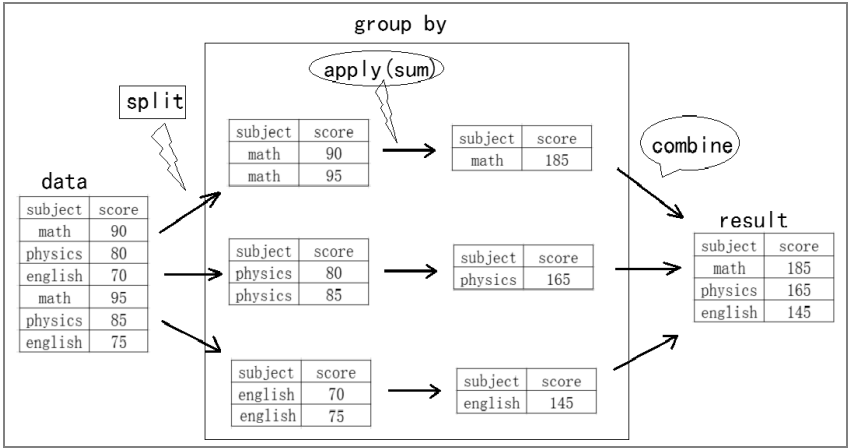 group by
split
apply(sum)
combine
data
subject score
math 90
physics 80
english 70
math 95
physics 85
english 75
subject score
math 90
math 95
subject score
math 185
subject score
physics 80
physics 85
subject score
physics 165
subject score
english 70
english 75
subject score
english 145
result
subject score
math 185
physics 165
english 145